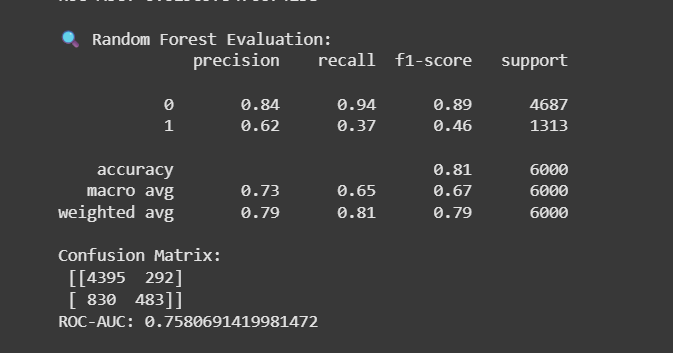 🔍 Random Forest Evaluation:
precision recall f1-score support
0 0.84 0.94 0.89 4687
1 0.62 0.37 0.46 1313
accuracy 0.81 6000
macro avg 0.73 0.65 0.67 6000
weighted avg 0.79 0.81 0.79 6000
Confusion Matrix:
[[4395 292]
[ 830 483]]
ROC-AUC: 0.7580691419981472